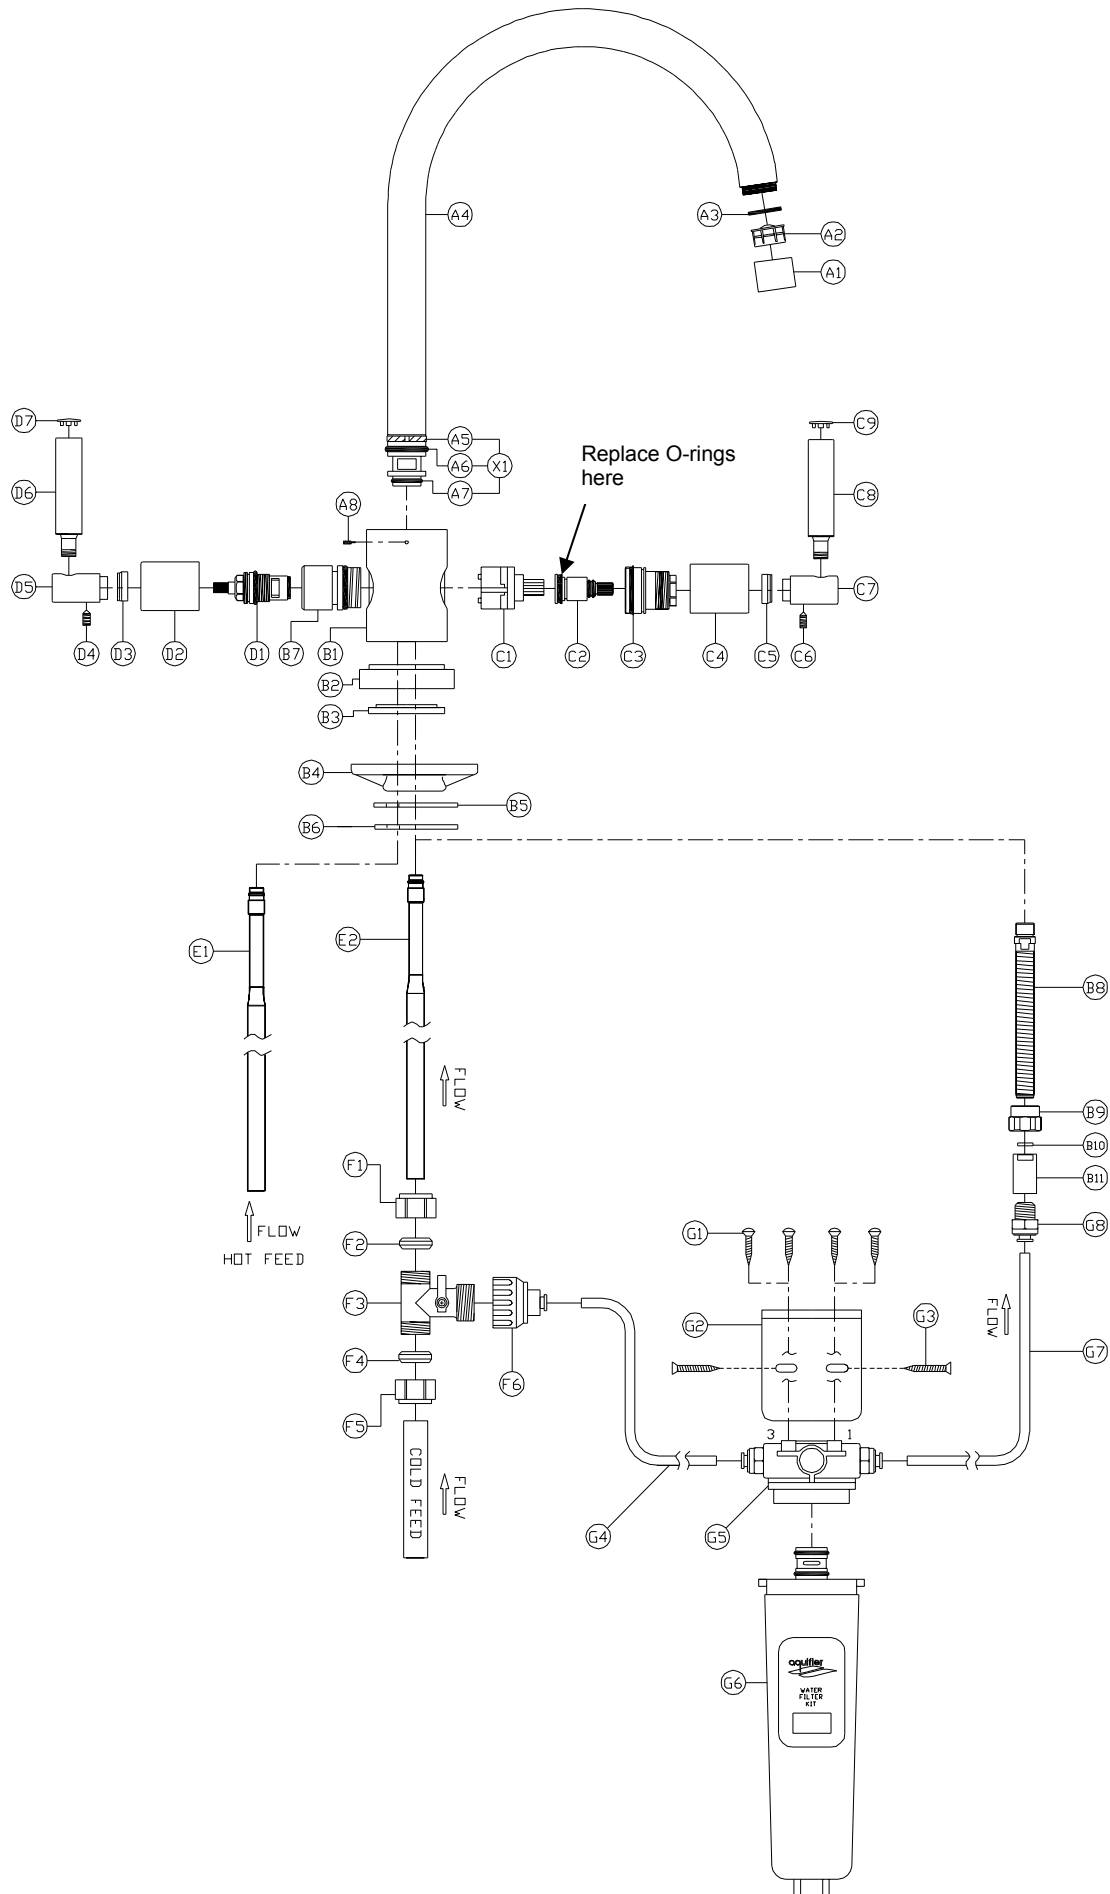 A4
A3
A2
A1
D7
C9
A5
A6
X1
A7
Replace O-rings
here
D6
A8
C8
D5
C7
D4
D3
D2
D1
B7
B1
C1
C2
C3
C4
C5
C6
B2
B3
B4
B5
B6
E1
E2
B8
FLOW
B9
B10
B11
F1
FLOW
HOT FEED
G1
G8
F2
F3
G2
G3
FLOW
G7
F4
F6
F5
3
1
COLD FEED
FLOW
G4
G5
aquifier
G6
WATER
FILTER
KIT